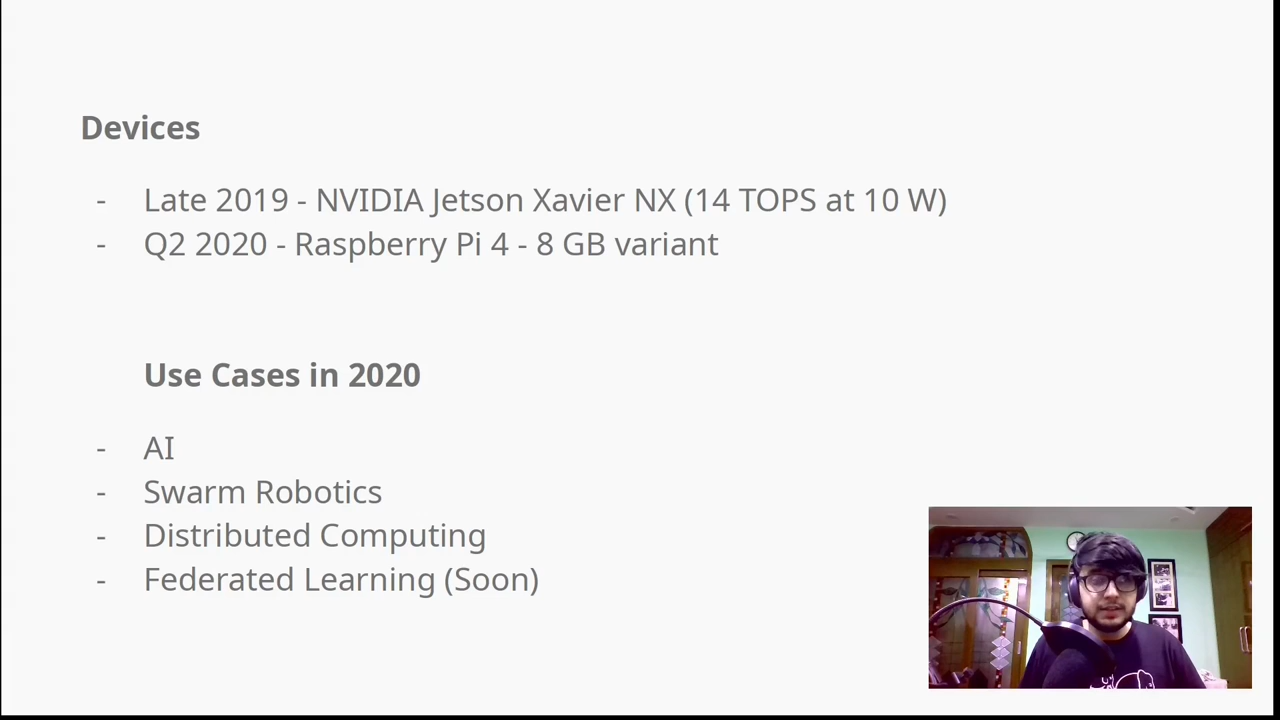 Devices
- Late 2019 - NVIDIA Jetson Xavier NX (14 TOPS at 10 W)
- Q2 2020 - Raspberry Pi 4 - 8 GB variant
Use Cases in 2020
- AI
- Swarm Robotics
- Distributed Computing
- Federated Learning (Soon)